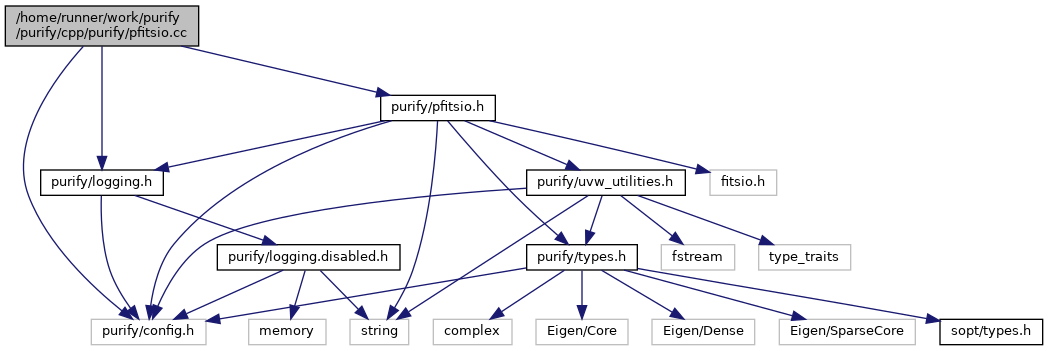 /home/runner/work/purify
/purify/cpp/purify/pfitsio.cc
purify/pfitsio.h
purify/logging.h
purify/uvw_utilities.h
fitsio.h
purify/logging.disabled.h
purify/types.h
fstream
type_traits
purify/config.h
memory
string
complex
Eigen/Core
Eigen/Dense
Eigen/SparseCore
sopt/types.h